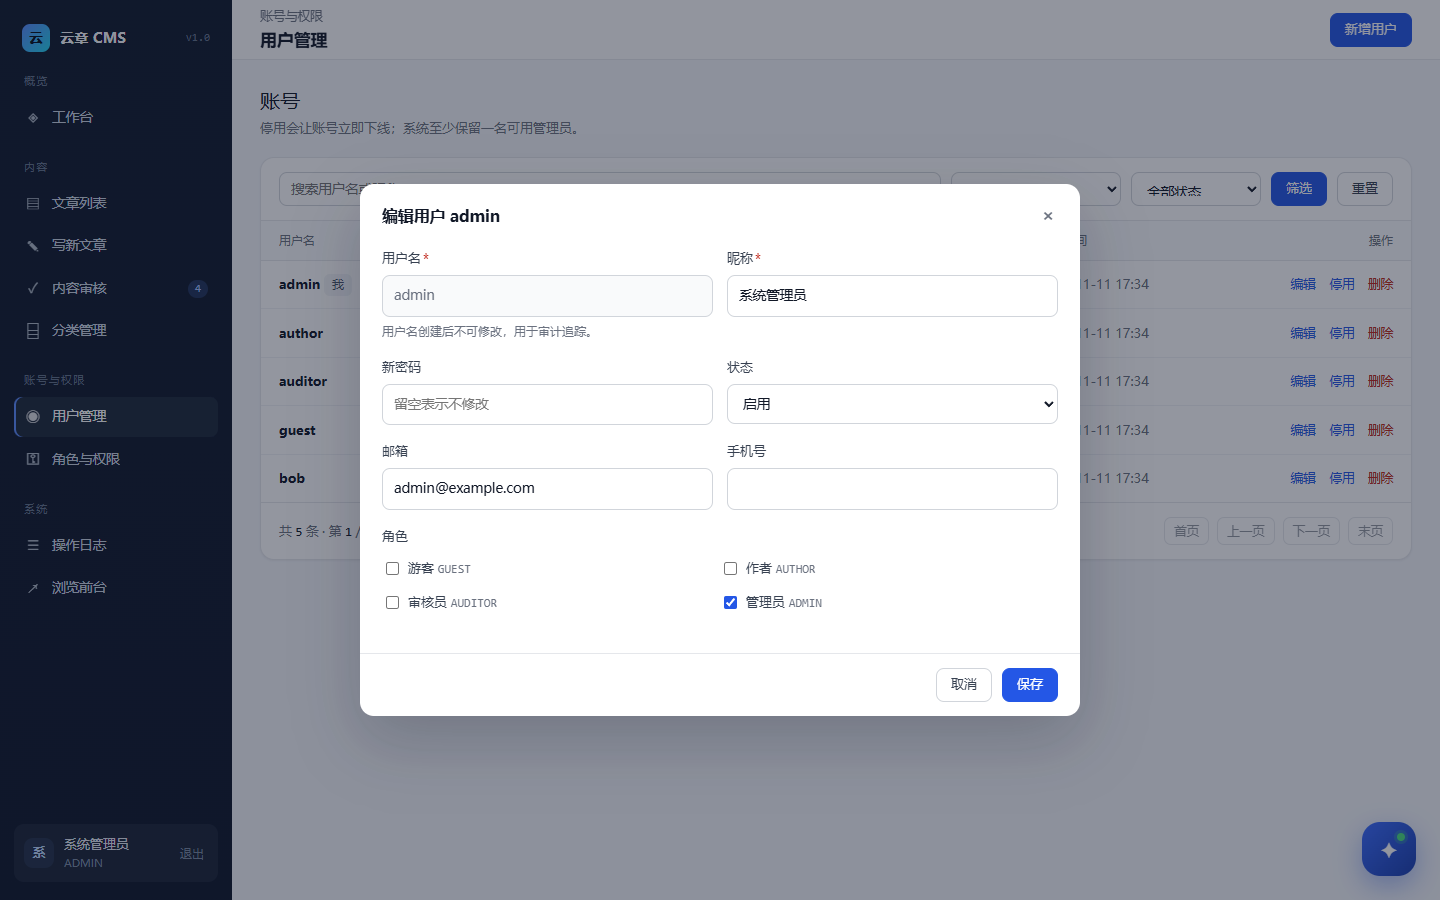 云 云章 CMS v1.0
概览
工作台
内容
文章列表
写新文章
内容审核 4
分类管理
账号与权限
用户管理
角色与权限
系统
操作日志
浏览前台
系 系统管理员
ADMIN
退出
账号与权限
用户管理
新增用户
账号
停用会让账号立即下线；系统至少保留一名可用管理员。
搜索用户名
全部状态
筛选 重置
用户名 操作
admin 我 1-11 17:34 编辑 停用 删除
author 1-11 17:34 编辑 停用 删除
auditor 1-11 17:34 编辑 停用 删除
guest 1-11 17:34 编辑 停用 删除
bob 1-11 17:34 编辑 停用 删除
共 5 条 · 第 1 / 首页 上一页 下一页 末页
编辑用户 admin ×
用户名* 昵称*
admin 系统管理员
用户名创建后不可修改，用于审计追踪。
新密码 状态
留空表示不修改 启用
邮箱 手机号
admin@example.com
角色
游客 GUEST 作者 AUTHOR
审核员 AUDITOR 管理员 ADMIN
取消 保存